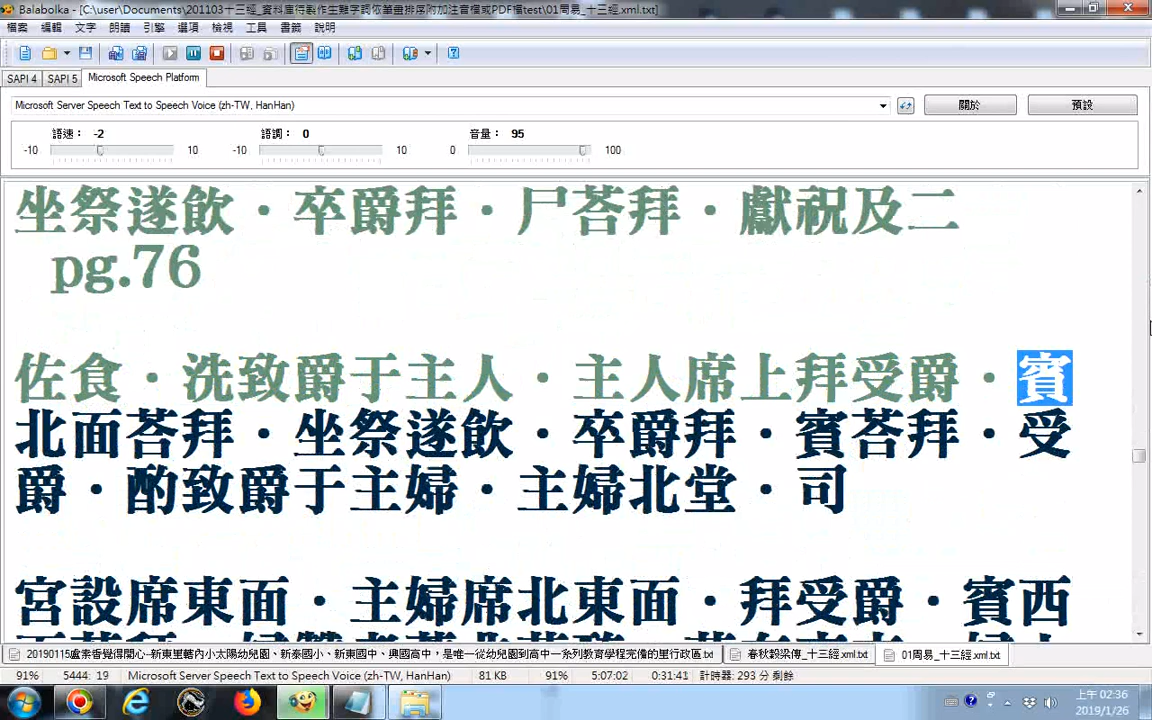 Balabolka - [C:\user\Documents\201103十三經_資料庫待製作生難字詞依筆畫排序附加注音檔或PDF檔test\01周易_十三經.xml.txt]
檔案 編輯 文字 朗讀 引擎 選項 檢視 工具 書籤 說明
SAPI 4 SAPI 5 Microsoft Speech Platform
Microsoft Server Speech Text to Speech Voice (zh-TW, HanHan) 關於 預設
語速： -2 語調： 0 音量： 95
-10 10 -10 10 0 100
坐祭遂飲．卒爵拜．尸荅拜．獻祝及二
pg.76
佐食．洗致爵于主人．主人席上拜受爵．賓
北面荅拜．坐祭遂飲．卒爵拜．賓荅拜．受
爵．酌致爵于主婦．主婦北堂．司
宮設席東面．主婦席北東面．拜受爵．賓西
20190115盧素香覺得開心--新東里轄內小太陽幼兒園、新泰國小、新東國中、興國高中，是唯一從幼兒園到高中一系列教育學程完備的里行政區.txt 春秋穀梁傳_十三經.xml.txt 01周易_十三經.xml.txt
91% 5444: 19 Microsoft Server Speech Text to Speech Voice (zh-TW, HanHan) 81 KB 91% 5:07:02 0:31:41 計時器: 293 分 剩餘
上午 02:36
2019/1/26